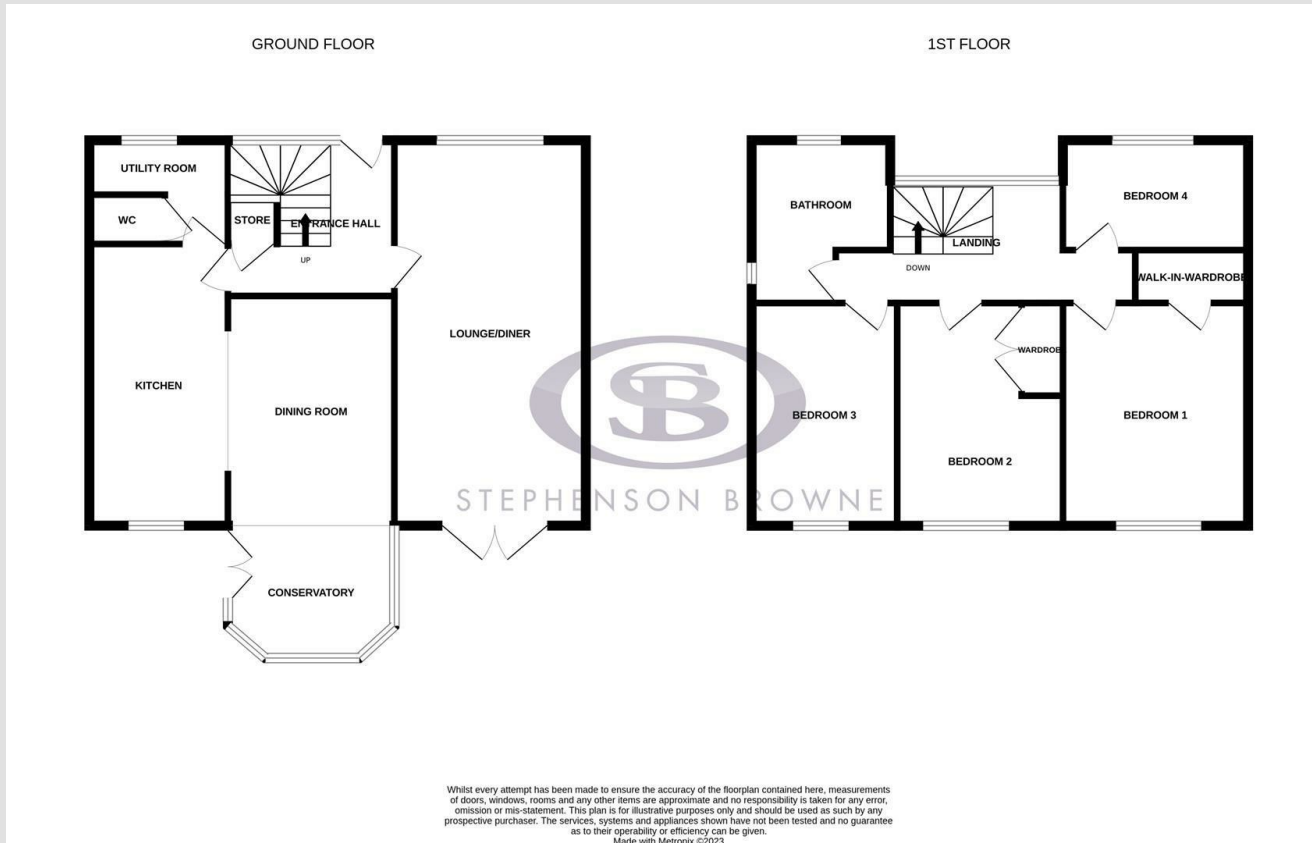 GROUND FLOOR
UTILITY ROOM
WC
STORE
ENTRANCE HALL
UP
LOUNGE/DINER
KITCHEN
DINING ROOM
CONSERVATORY
1ST FLOOR
BATHROOM
BEDROOM 4
LANDING
DOWN
WALK-IN-WARDROBE
WARDROB
BEDROOM 3
BEDROOM 2
BEDROOM 1
SB
STEPHENSON BROWNE
Whilst every attempt has been made to ensure the accuracy of the floorplan contained here, measurements
of doors, windows, rooms and any other items are approximate and no responsibility is taken for any error,
omission or mis-statement. This plan is for illustrative purposes only and should be used as such by any
prospective purchaser. The services, systems and appliances shown have not been tested and no guarantee
as to their operability or efficiency can be given.
Made with Metropix ©2023